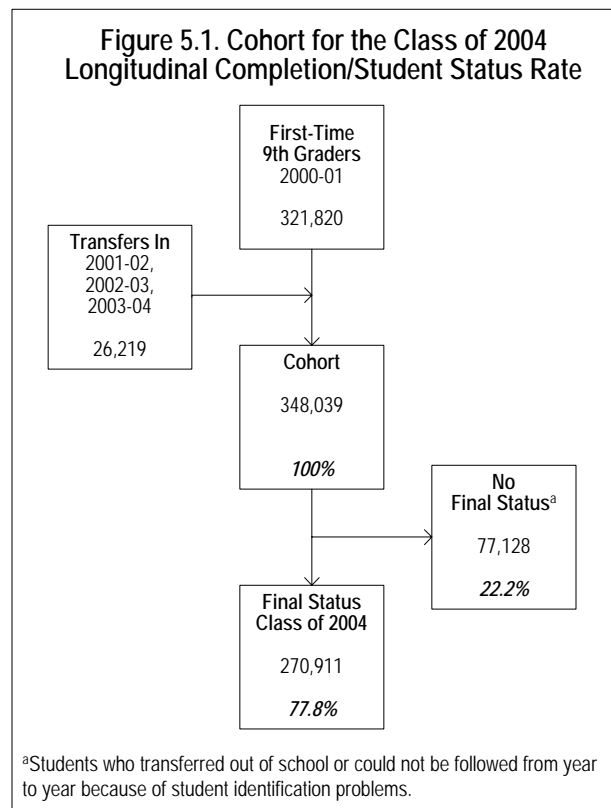 Figure 5.1. Cohort for the Class of 2004
Longitudinal Completion/Student Status Rate
First-Time
9th Graders
2000-01
321,820
Transfers In
2001-02,
2002-03,
2003-04
26,219
Cohort
348,039
100%
No
Final Statusᵃ
77,128
22.2%
Final Status
Class of 2004
270,911
77.8%
ᵃStudents who transferred out of school or could not be followed from year
to year because of student identification problems.